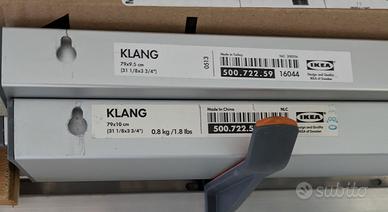 KLANG
79x9.5 cm
(31 1/8x3 3/4")
0513
Made in Turkey
500.722.59
16044
IKEA
Design and Quality
IKEA of Sweden
KLANG
79x10 cm
(31 1/8x3 3/4")
0.8 kg/1.8 lbs
Made in China
NLC
500.722.5
IKEA
Design and Quality
IKEA of Sweden
subito